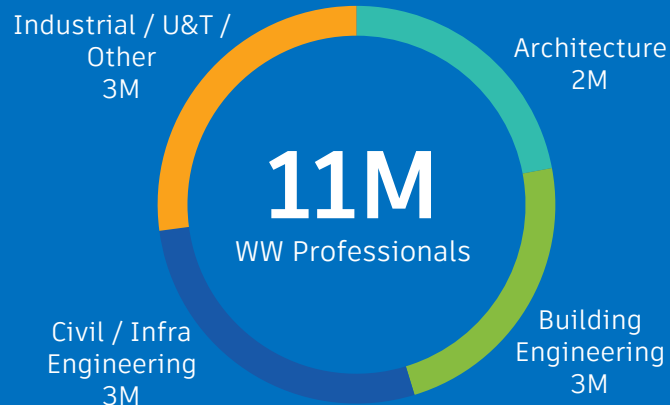 Industrial / U&T /
Other
3M
Architecture
2M
11M
WW Professionals
Civil / Infra
Engineering
3M
Building
Engineering
3M